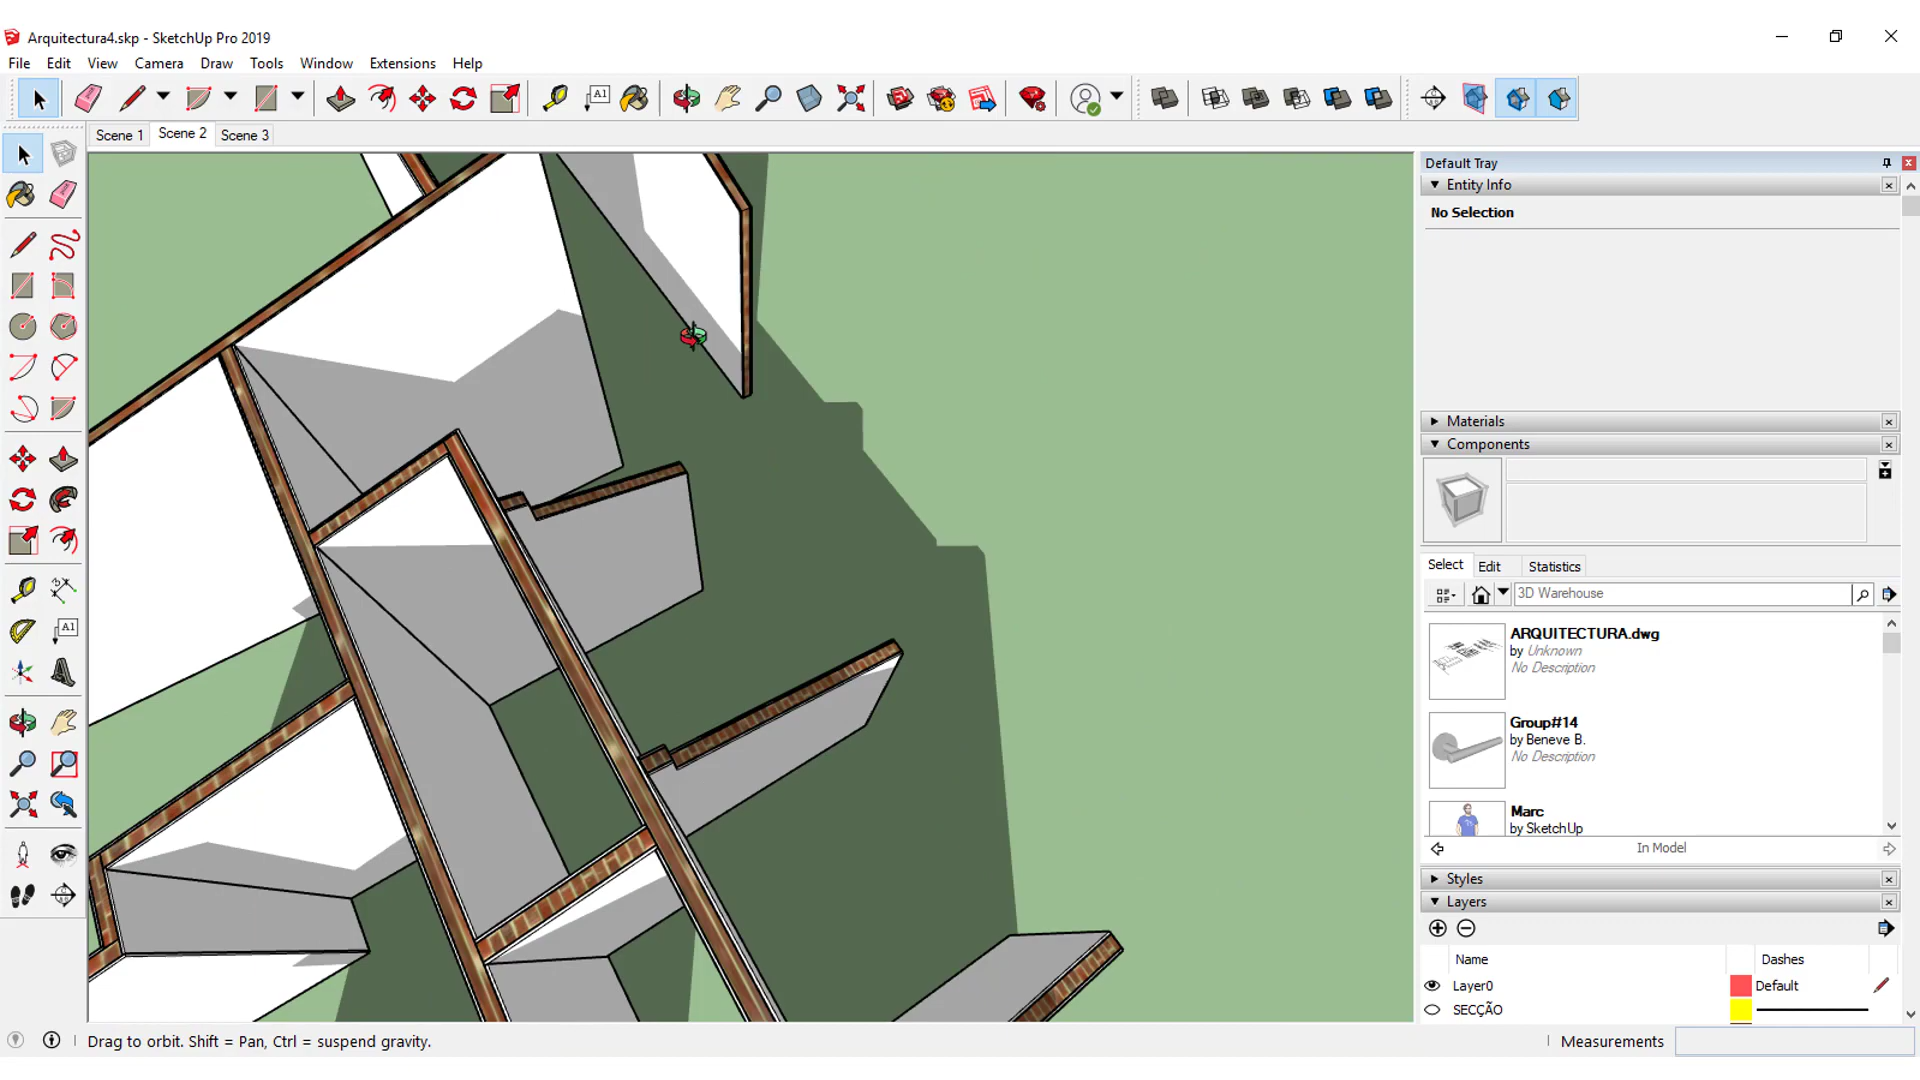 Arquitectura4.skp - SketchUp Pro 2019
File Edit View Camera Draw Tools Window Extensions Help
A1
Scene 1 Scene 2 Scene 3
Default Tray
Entity Info
No Selection
Materials
Components
Select Edit Statistics
3D Warehouse
ARQUITECTURA.dwg
by Unknown
No Description
Group#14
by Beneve B.
No Description
Marc
by SketchUp
In Model
Styles
Layers
Name Dashes
Layer0 Default
SECÇÃO
A1
Drag to orbit. Shift = Pan, Ctrl = suspend gravity.
Measurements